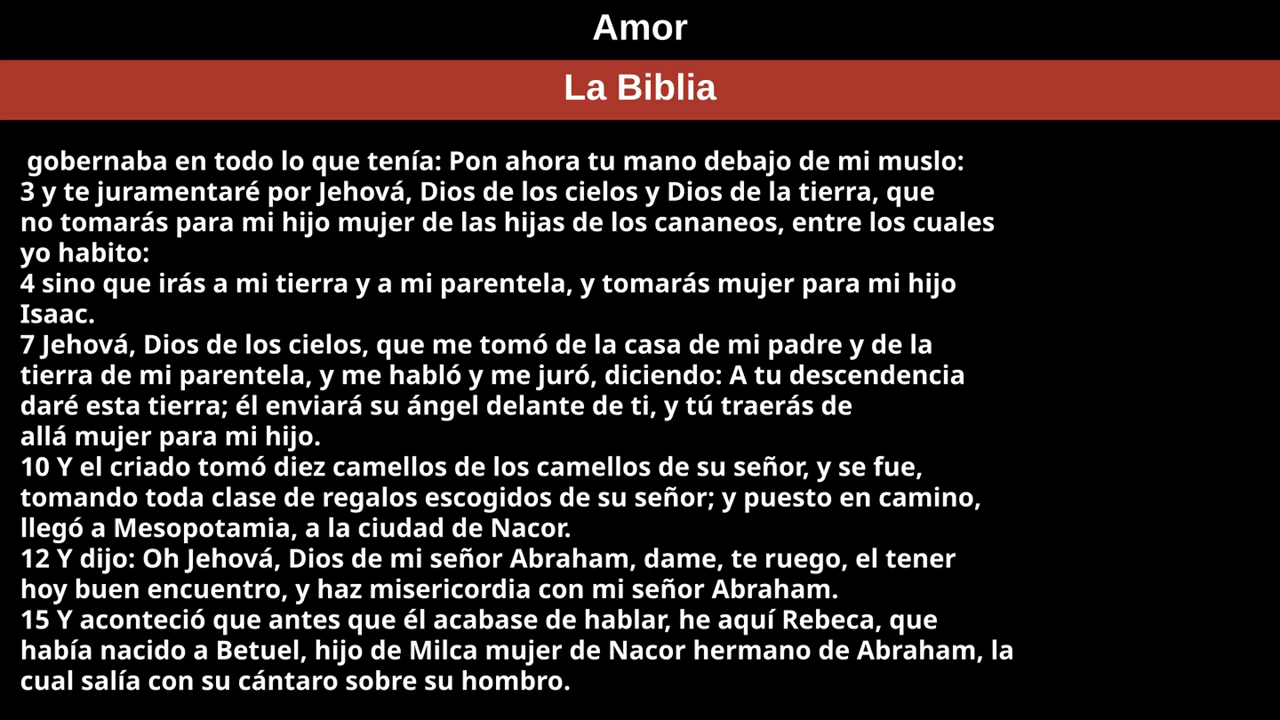 Amor
La Biblia
gobernaba en todo lo que tenía: Pon ahora tu mano debajo de mi muslo:
3 y te juramentaré por Jehová, Dios de los cielos y Dios de la tierra, que
no tomarás para mi hijo mujer de las hijas de los cananeos, entre los cuales
yo habito:
4 sino que irás a mi tierra y a mi parentela, y tomarás mujer para mi hijo
Isaac.
7 Jehová, Dios de los cielos, que me tomó de la casa de mi padre y de la
tierra de mi parentela, y me habló y me juró, diciendo: A tu descendencia
daré esta tierra; él enviará su ángel delante de ti, y tú traerás de
allá mujer para mi hijo.
10 Y el criado tomó diez camellos de los camellos de su señor, y se fue,
tomando toda clase de regalos escogidos de su señor; y puesto en camino,
llegó a Mesopotamia, a la ciudad de Nacor.
12 Y dijo: Oh Jehová, Dios de mi señor Abraham, dame, te ruego, el tener
hoy buen encuentro, y haz misericordia con mi señor Abraham.
15 Y aconteció que antes que él acabase de hablar, he aquí Rebeca, que
había nacido a Betuel, hijo de Milca mujer de Nacor hermano de Abraham, la
cual salía con su cántaro sobre su hombro.